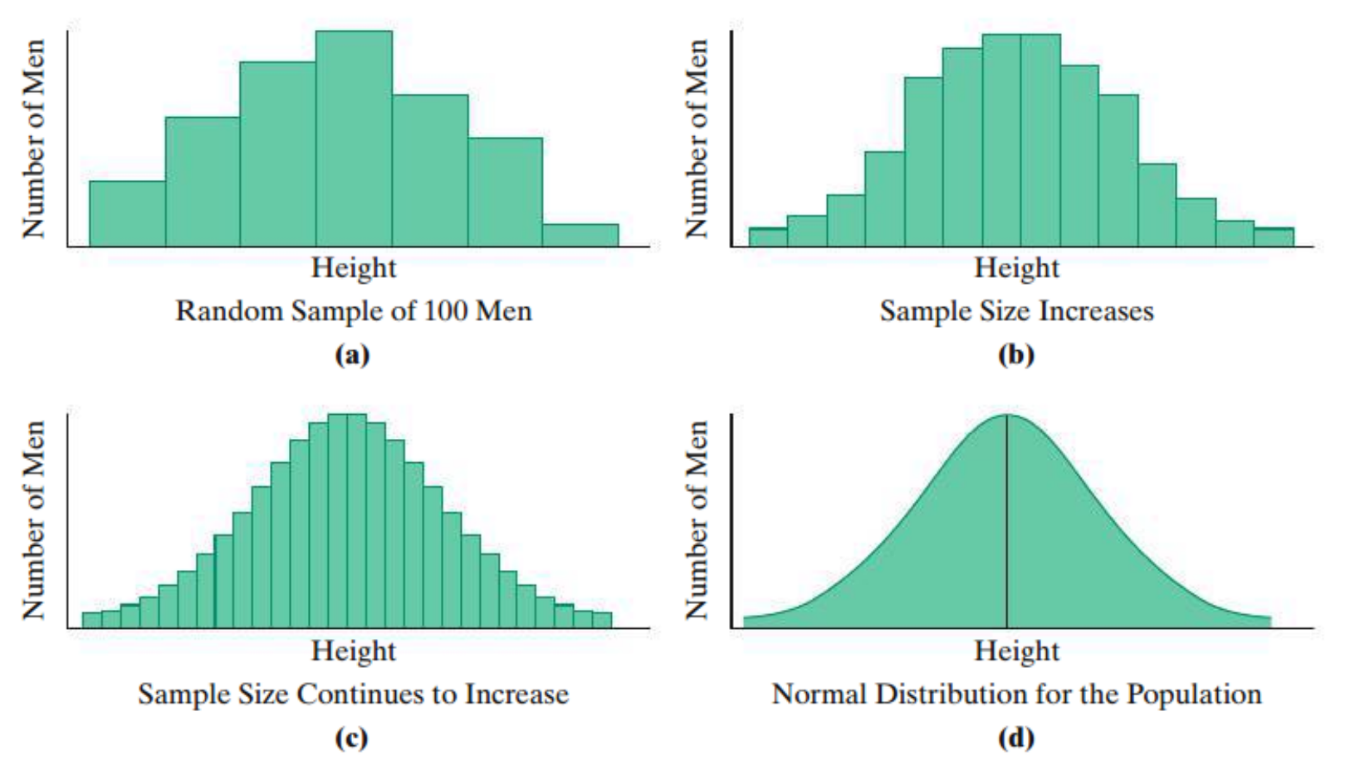 Number of Men
Height
Random Sample of 100 Men
(a)
Number of Men
Height
Sample Size Increases
(b)
Number of Men
Height
Sample Size Continues to Increase
(c)
Number of Men
Height
Normal Distribution for the Population
(d)